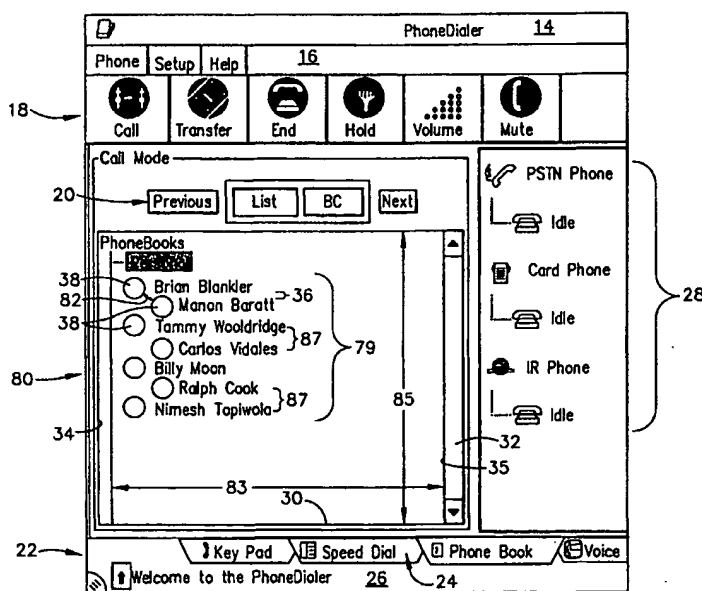 PhoneDialer 14
Phone Setup Help 16
18
Call Transfer End Hold Volume Mute
Call Mode
20
Previous List BC Next
PSTN Phone
Idle
Card Phone
Idle
IR Phone
Idle
28
PhoneBooks
38 Brian Blankler
82 Manon Baratt 36
38 Tammy Wooldridge
Carlos Vidales 87
79
80 Billy Moon
Ralph Cook
Nimesh Topiwola 87
34
85
32
35
83
30
22
Key Pad Speed Dial Phone Book Voice
Welcome to the PhoneDialer 26 24